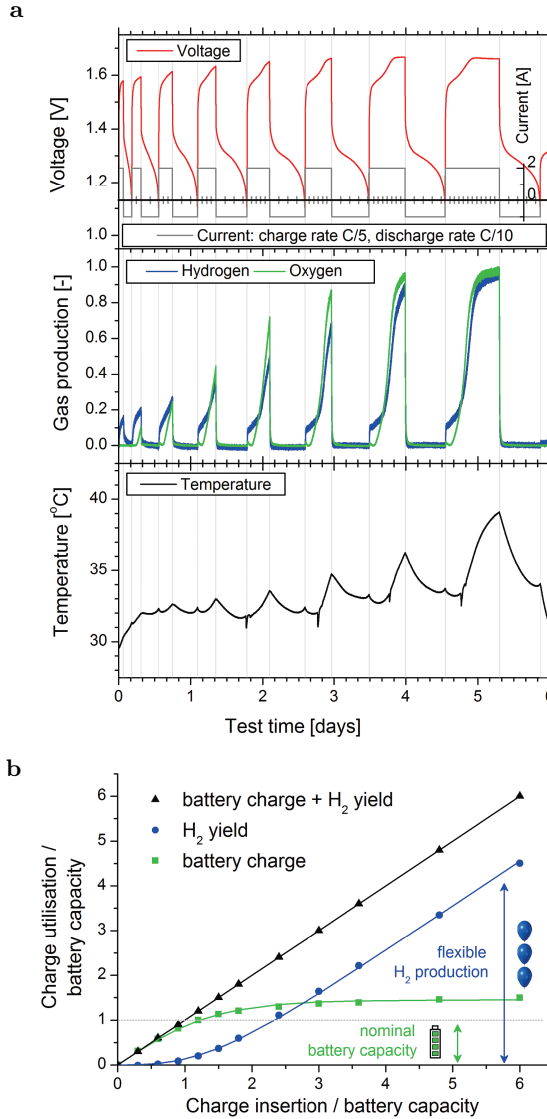 a
Voltage
1.6
1.4
1.2
1.0
Voltage [V]
Current [A]
2
0
Current: charge rate C/5, discharge rate C/10
Hydrogen
Oxygen
1.0
0.8
0.6
0.4
0.2
0.0
Gas production [-]
Temperature
40
35
30
Temperature [°C]
0
1
2
3
4
5
6
Test time [days]
b
6
5
4
3
2
1
0
Charge utilisation /
battery capacity
battery charge + H₂ yield
H₂ yield
battery charge
flexible
H₂ production
nominal
battery capacity
0
1
2
3
4
5
6
Charge insertion / battery capacity